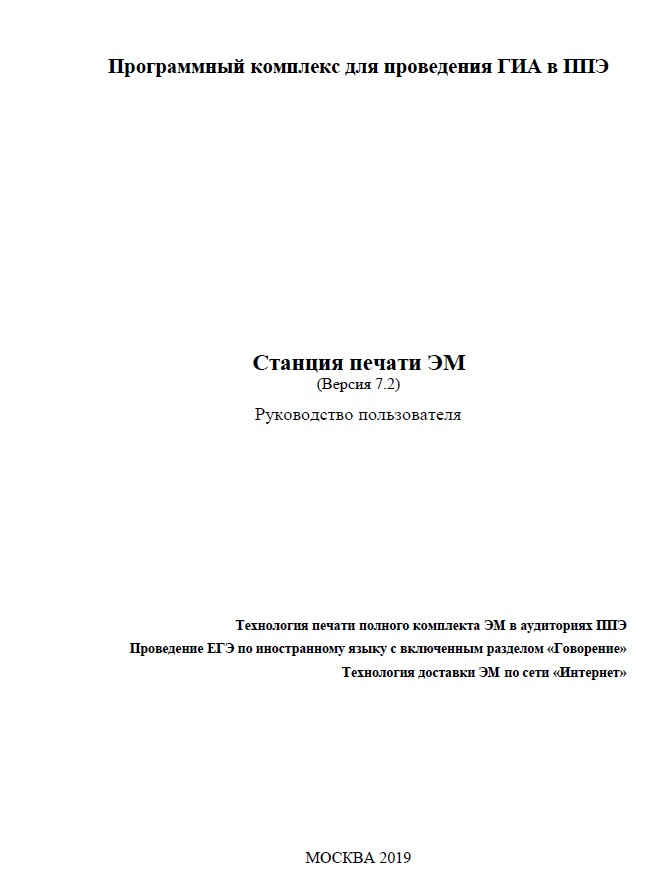 Программный комплекс для проведения ГИА в ППЭ
Станция печати ЭМ
(Версия 7.2)
Руководство пользователя
Технология печати полного комплекта ЭМ в аудиториях ППЭ
Проведение ЕГЭ по иностранному языку с включенным разделом «Говорение»
Технология доставки ЭМ по сети «Интернет»
МОСКВА 2019